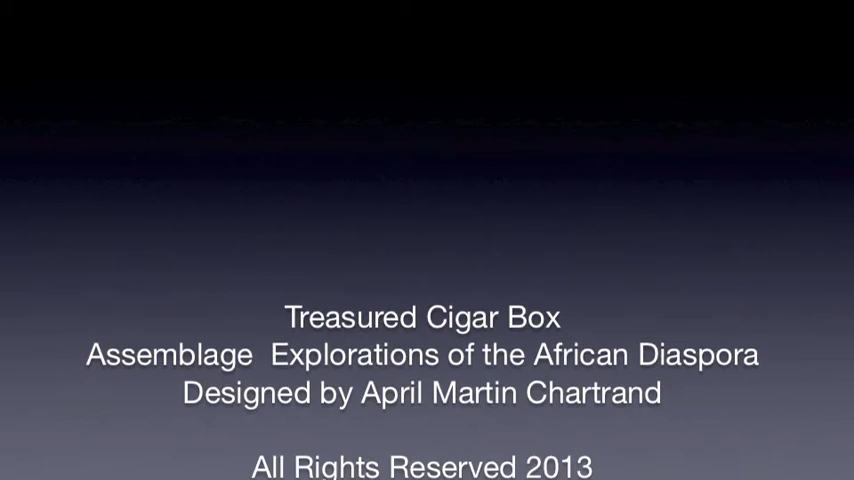 Treasured Cigar Box
Assemblage  Explorations of the African Diaspora
Designed by April Martin Chartrand
All Rights Reserved 2013